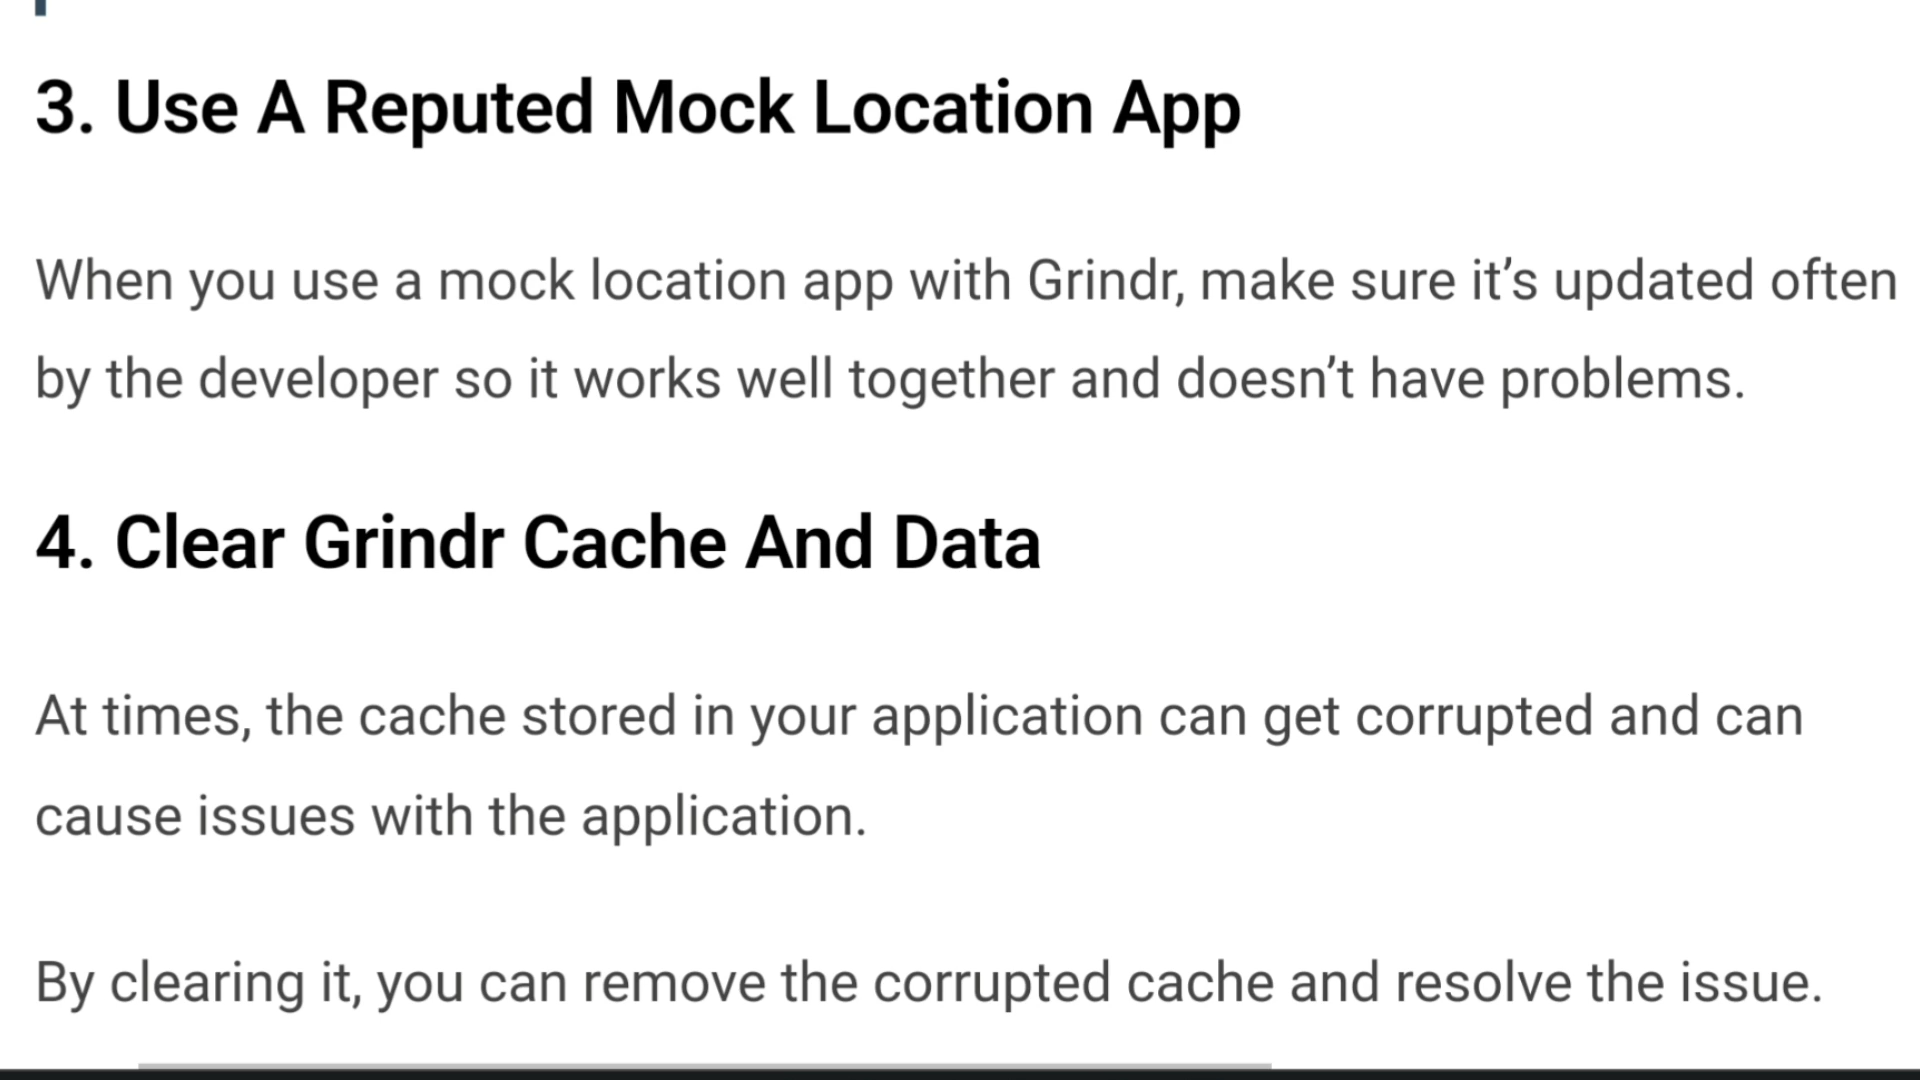 3. Use A Reputed Mock Location App
When you use a mock location app with Grindr, make sure it’s updated often
by the developer so it works well together and doesn’t have problems.
4. Clear Grindr Cache And Data
At times, the cache stored in your application can get corrupted and can
cause issues with the application.
By clearing it, you can remove the corrupted cache and resolve the issue.